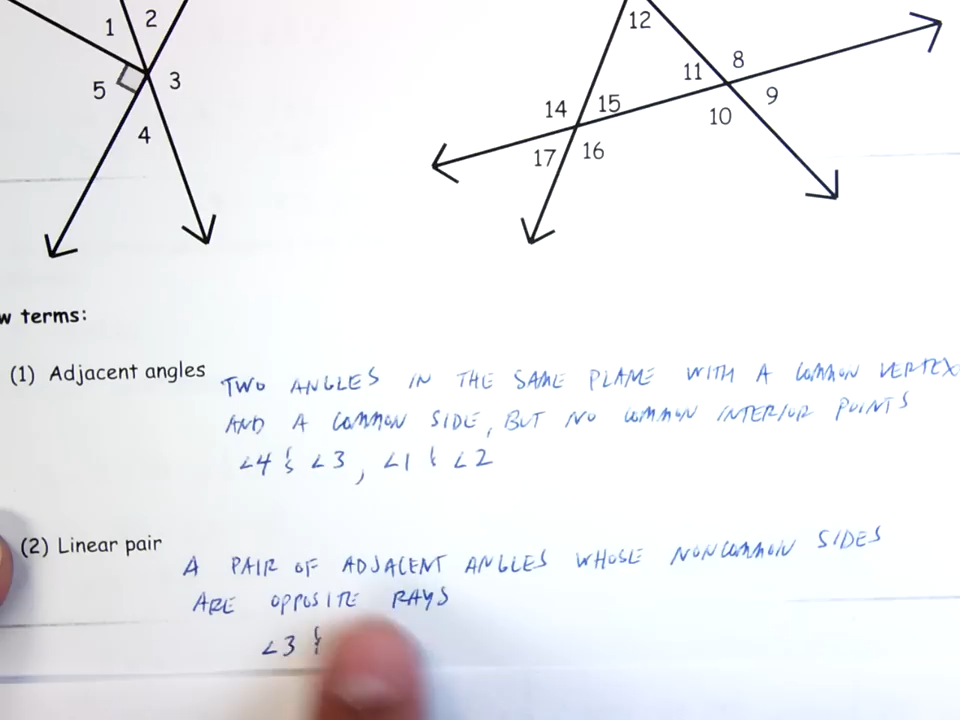 1 2
12
8
11
5 3
9
14 15
10
4
17 16
w terms:
(1) Adjacent angles TWO ANGLES IN THE SAME PLANE WITH A COMMON VERTEX
AND A COMMON SIDE, BUT NO COMMON INTERIOR POINTS
∠4 & ∠3, ∠1 & ∠2
(2) Linear pair A PAIR OF ADJACENT ANGLES WHOSE NONCOMMON SIDES
ARE OPPOSITE RAYS
∠3 &